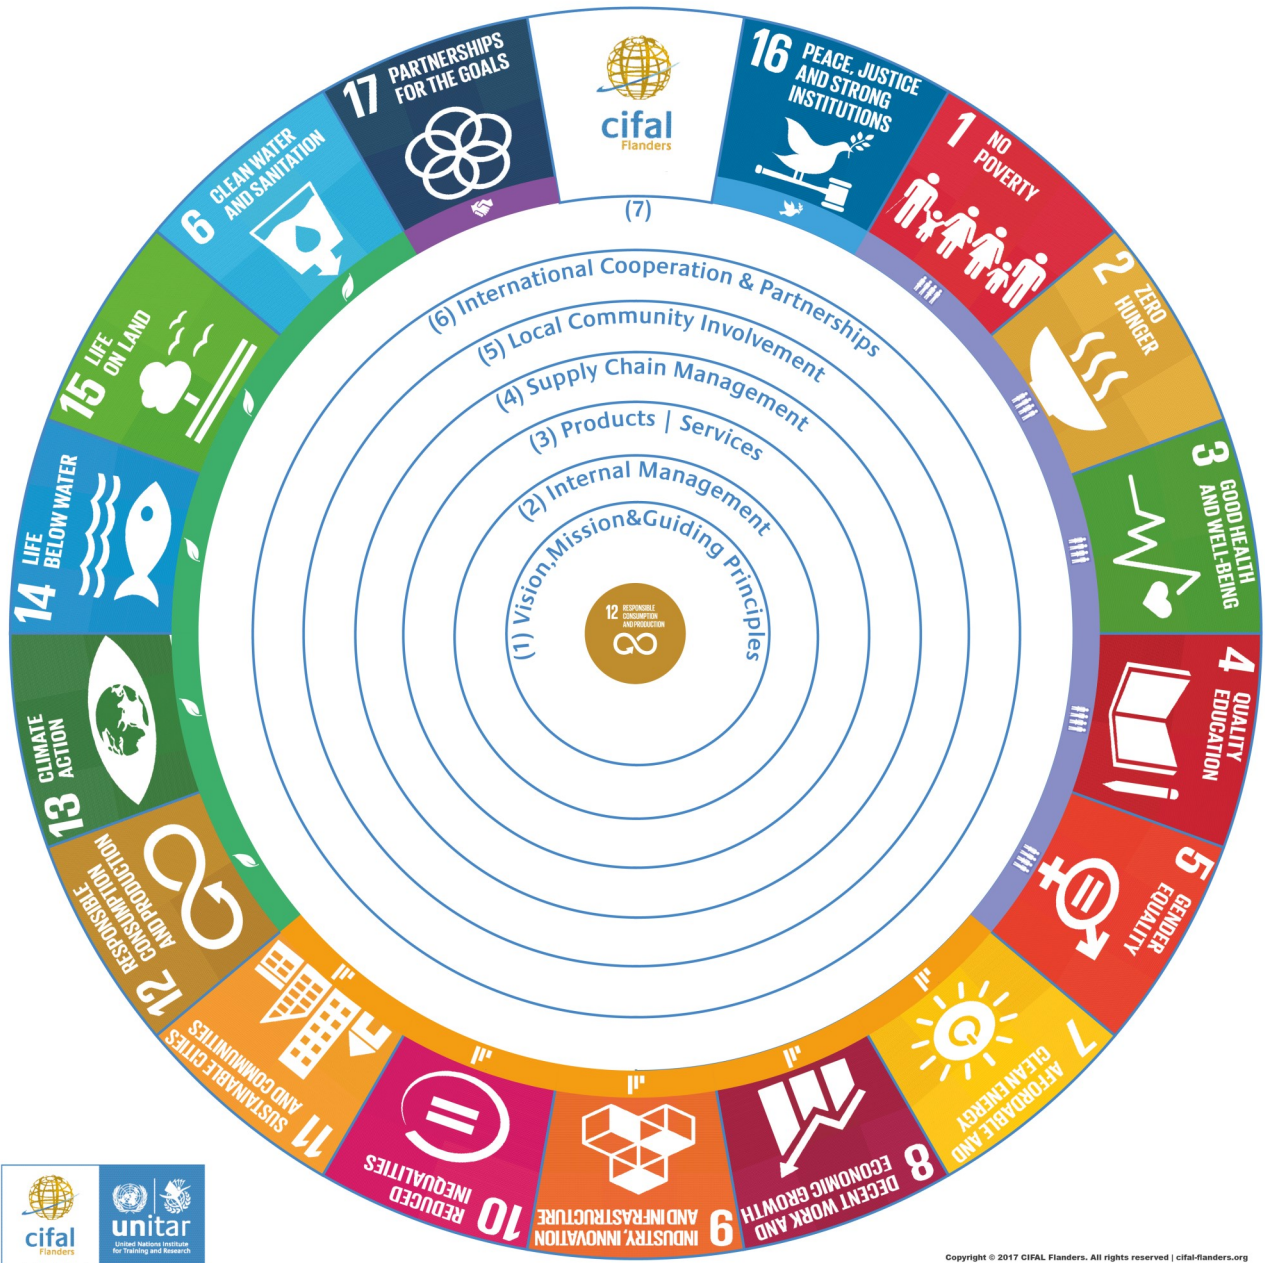 cifal
Flanders
16 PEACE, JUSTICE
AND STRONG
INSTITUTIONS
1 NO
POVERTY
2 ZERO
HUNGER
3 GOOD HEALTH
AND WELL-BEING
4 QUALITY
EDUCATION
5 GENDER
EQUALITY
7 AFFORDABLE AND
CLEAN ENERGY
8 DECENT WORK AND
ECONOMIC GROWTH
9 INDUSTRY, INNOVATION
AND INFRASTRUCTURE
10 REDUCED
INEQUALITIES
11 SUSTAINABLE CITIES
AND COMMUNITIES
12 RESPONSIBLE
CONSUMPTION
AND PRODUCTION
13 CLIMATE
ACTION
14 LIFE
BELOW WATER
15 LIFE
ON LAND
6 CLEAN WATER
AND SANITATION
17 PARTNERSHIPS
FOR THE GOALS
(7)
(6) International Cooperation & Partnerships
(5) Local Community Involvement
(4) Supply Chain Management
(3) Products | Services
(2) Internal Management
(1) Vision,Mission&Guiding Principles
12 RESPONSIBLE
CONSUMPTION
AND PRODUCTION
cifal
Flanders
unitar
United Nations Institute
for Training and Research
Copyright © 2017 CIFAL Flanders. All rights reserved | cifal-flanders.org